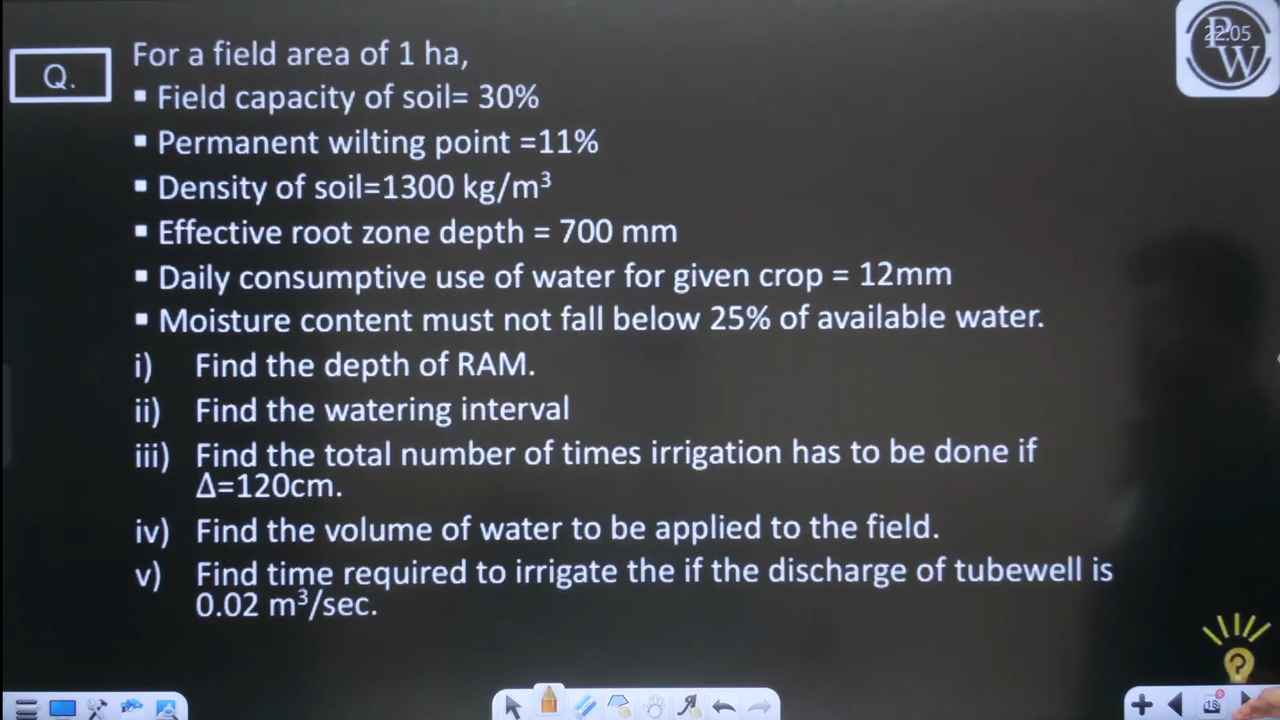 22:05
PW
Q.
For a field area of 1 ha,
▪ Field capacity of soil= 30%
▪ Permanent wilting point =11%
▪ Density of soil=1300 kg/m³
▪ Effective root zone depth = 700 mm
▪ Daily consumptive use of water for given crop = 12mm
▪ Moisture content must not fall below 25% of available water.
i) Find the depth of RAM.
ii) Find the watering interval
iii) Find the total number of times irrigation has to be done if
Δ=120cm.
iv) Find the volume of water to be applied to the field.
v) Find time required to irrigate the if the discharge of tubewell is
0.02 m³/sec.
18